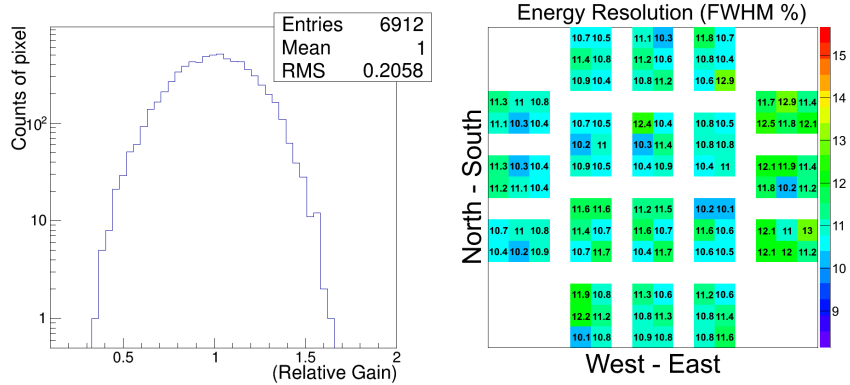 Entries 6912
Mean 1
RMS 0.2058
Counts of pixel
10²
10
1
0.5 1 1.5 2
(Relative Gain)
Energy Resolution (FWHM %)
North - South
West - East
10.7 10.5 11.1 10.3 11.8 10.7
11.4 10.8 11.2 10.6 10.8 10.4
10.9 10.4 10.8 11.2 10.6 12.9
11.3 11 10.8 11.7 12.9 11.4
11.1 10.3 10.4 10.7 10.5 12.4 10.4 10.8 10.5 12.5 11.8 12.1
10.2 11 10.3 11.4 10.8 10.8
11.3 10.3 10.4 10.9 10.5 10.4 10.9 10.4 11 12.1 11.9 11.4
11.2 11.1 10.4 11.8 10.2 11.2
11.6 11.6 11.2 11.5 10.2 10.1
10.7 11 10.8 11.4 10.7 11.6 10.7 11.6 10.6 12.1 11 13
10.4 10.2 10.9 10.7 11.7 10.4 11.7 10.6 10.5 12.1 12 11.2
11.9 10.8 11.3 10.6 11.2 10.6
12.2 11.2 10.8 11.3 10.8 11.4
10.1 10.8 10.9 10.8 10.8 11.6
15
14
13
12
11
10
9